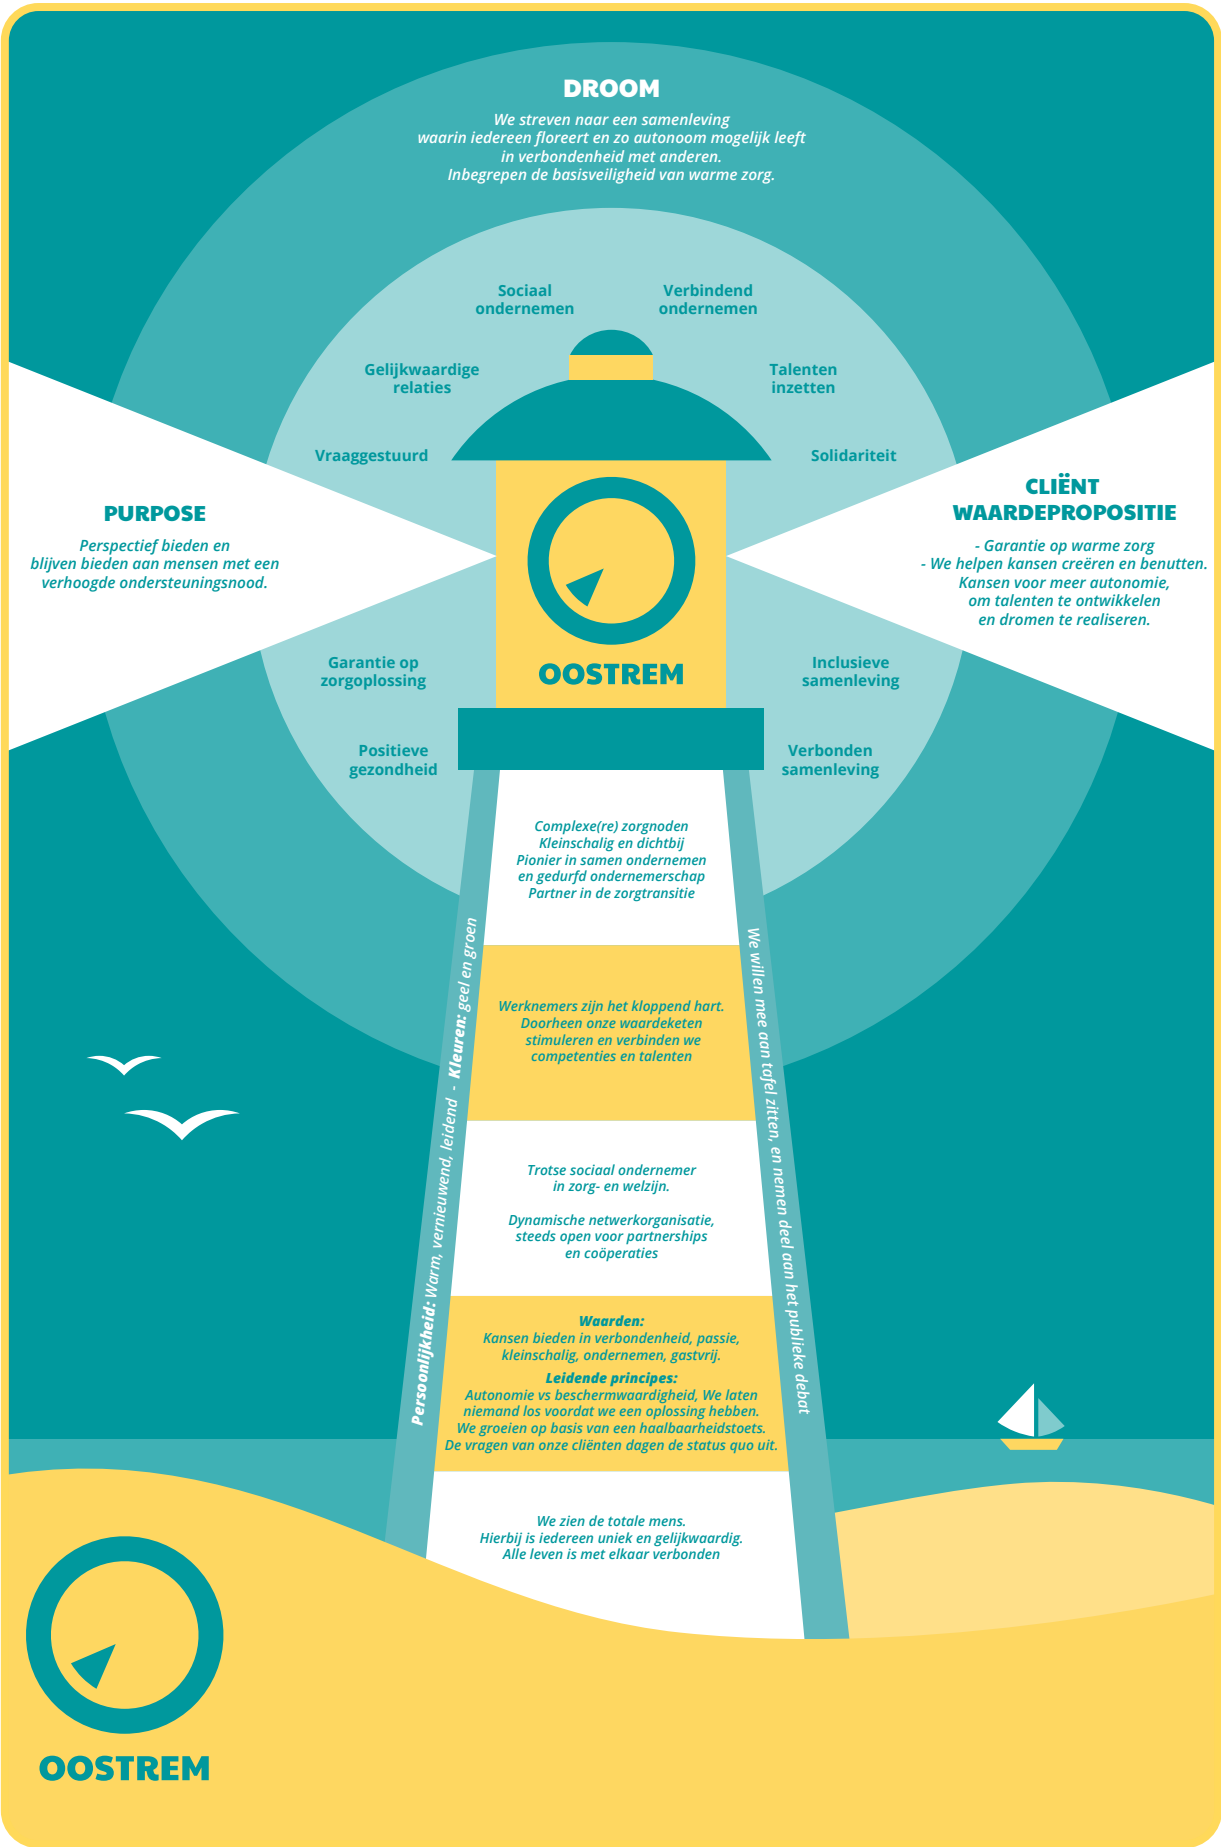 DROOM
We streven naar een samenleving
waarin iedereen floreert en zo autonoom mogelijk leeft
in verbondenheid met anderen.
Inbegrepen de basisveiligheid van warme zorg.
Sociaal
ondernemen
Verbindend
ondernemen
Gelijkwaardige
relaties
Talenten
inzetten
Vraaggestuurd
Solidariteit
PURPOSE
Perspectief bieden en
blijven bieden aan mensen met een
verhoogde ondersteuningsnood.
CLIËNT
WAARDEPROPOSITIE
- Garantie op warme zorg
- We helpen kansen creëren en benutten.
Kansen voor meer autonomie,
om talenten te ontwikkelen
en dromen te realiseren.
OOSTREM
Garantie op
zorgoplossing
Inclusieve
samenleving
Positieve
gezondheid
Verbonden
samenleving
Complexe(re) zorgnoden
Kleinschalig en dichtbij
Pionier in samen ondernemen
en gedurfd ondernemerschap
Partner in de zorgtransitie
Persoonlijkheid: Warm, vernieuwend, leidend - Kleuren: geel en groen
We willen mee aan tafel zitten, en nemen deel aan het publieke debat
Werknemers zijn het kloppend hart.
Doorheen onze waardeketen
stimuleren en verbinden we
competenties en talenten
Trotse sociaal ondernemer
in zorg- en welzijn.
Dynamische netwerkorganisatie,
steeds open voor partnerships
en coöperaties
Waarden:
Kansen bieden in verbondenheid, passie,
kleinschalig, ondernemen, gastvrij.
Leidende principes:
Autonomie vs beschermwaardigheid, We laten
niemand los voordat we een oplossing hebben.
We groeien op basis van een haalbaarheidstoets.
De vragen van onze cliënten dagen de status quo uit.
We zien de totale mens.
Hierbij is iedereen uniek en gelijkwaardig.
Alle leven is met elkaar verbonden
OOSTREM